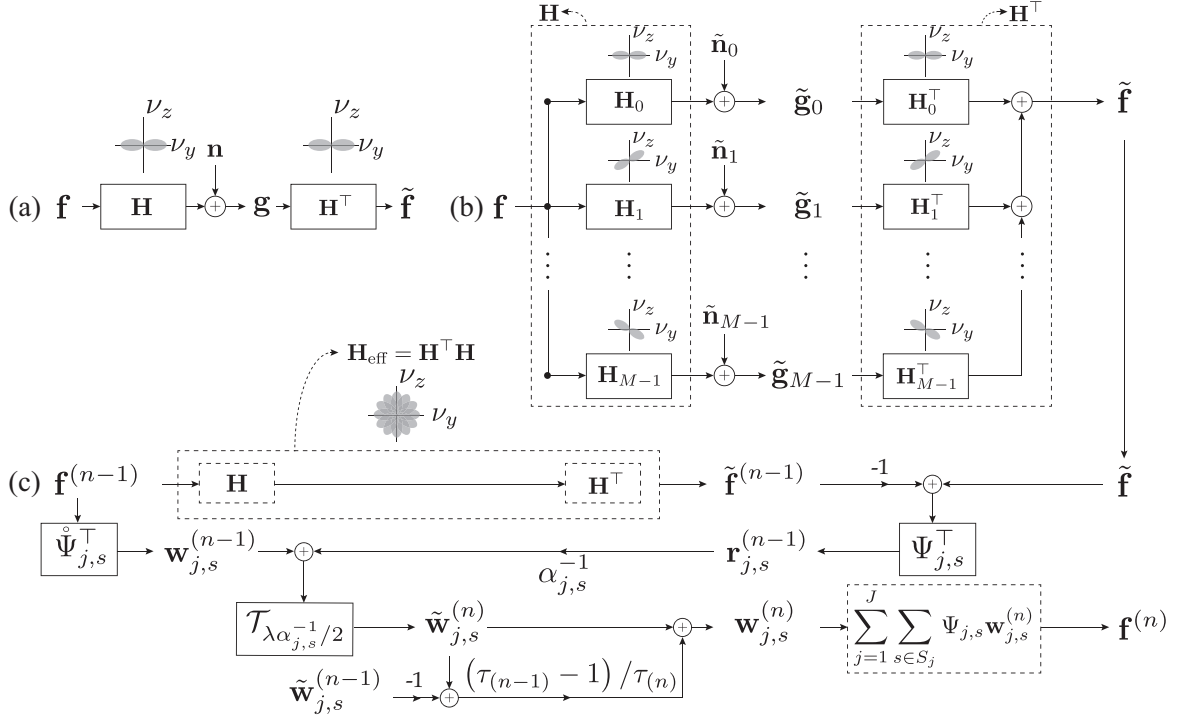 (a) f ν_z ν_y H n + g ν_z ν_y H^⊤ f̃
(b) f H ν_z ν_y H_0 ñ_0 + g̃_0 H^⊤ ν_z ν_y H_0^⊤ + f̃
ν_z ν_y H_1 ñ_1 + g̃_1 ν_z ν_y H_1^⊤ +
⋮ ⋮ ⋮ ⋮
ν_z ν_y H_{M−1} ñ_{M−1} + g̃_{M−1} ν_z ν_y H_{M−1}^⊤
H_eff = H^⊤H
ν_z ν_y
(c) f^{(n−1)} H H^⊤ f̃^{(n−1)} -1 + f̃
Ψ̊_{j,s}^⊤ w_{j,s}^{(n−1)} + α_{j,s}^{−1} r_{j,s}^{(n−1)} Ψ_{j,s}^⊤
𝒯_{λα_{j,s}^{−1}/2} w̃_{j,s}^{(n)} + w_{j,s}^{(n)} ∑_{j=1}^{J} ∑_{s∈S_j} Ψ_{j,s}w_{j,s}^{(n)} f^{(n)}
w̃_{j,s}^{(n−1)} -1 + (τ_{(n−1)} − 1) /τ_{(n)}